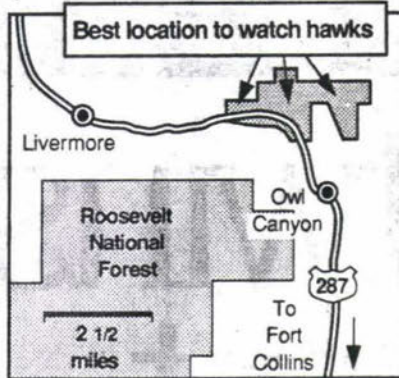 Best location to watch hawks
Livermore
Owl
Canyon
Roosevelt
National
Forest
287
2 1/2
miles
To
Fort
Collins